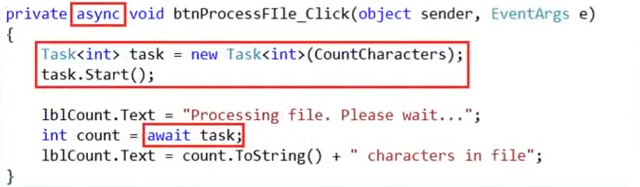 private async void btnProcessFIle_Click(object sender, EventArgs e)
{
Task<int> task = new Task<int>(CountCharacters);
task.Start();
lblCount.Text = "Processing file. Please wait...";
int count = await task;
lblCount.Text = count.ToString() + " characters in file";
}